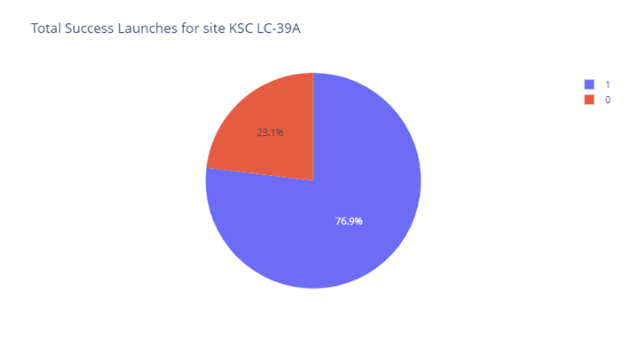 Total Success Launches for site KSC LC-39A
1
0
23.1%
76.9%